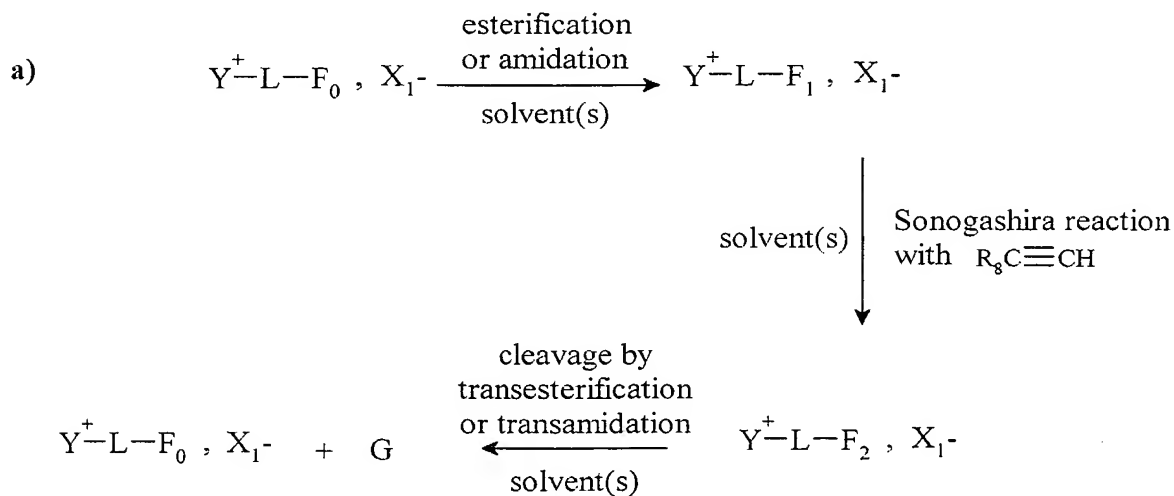 esterification
or amidation
a) Y⁺—L—F₀ , X₁- solvent(s) Y⁺—L—F₁ , X₁-
solvent(s) Sonogashira reaction
with R₈C≡CH
cleavage by
transesterification
or transamidation
Y⁺—L—F₀ , X₁- + G solvent(s) Y⁺—L—F₂ , X₁-